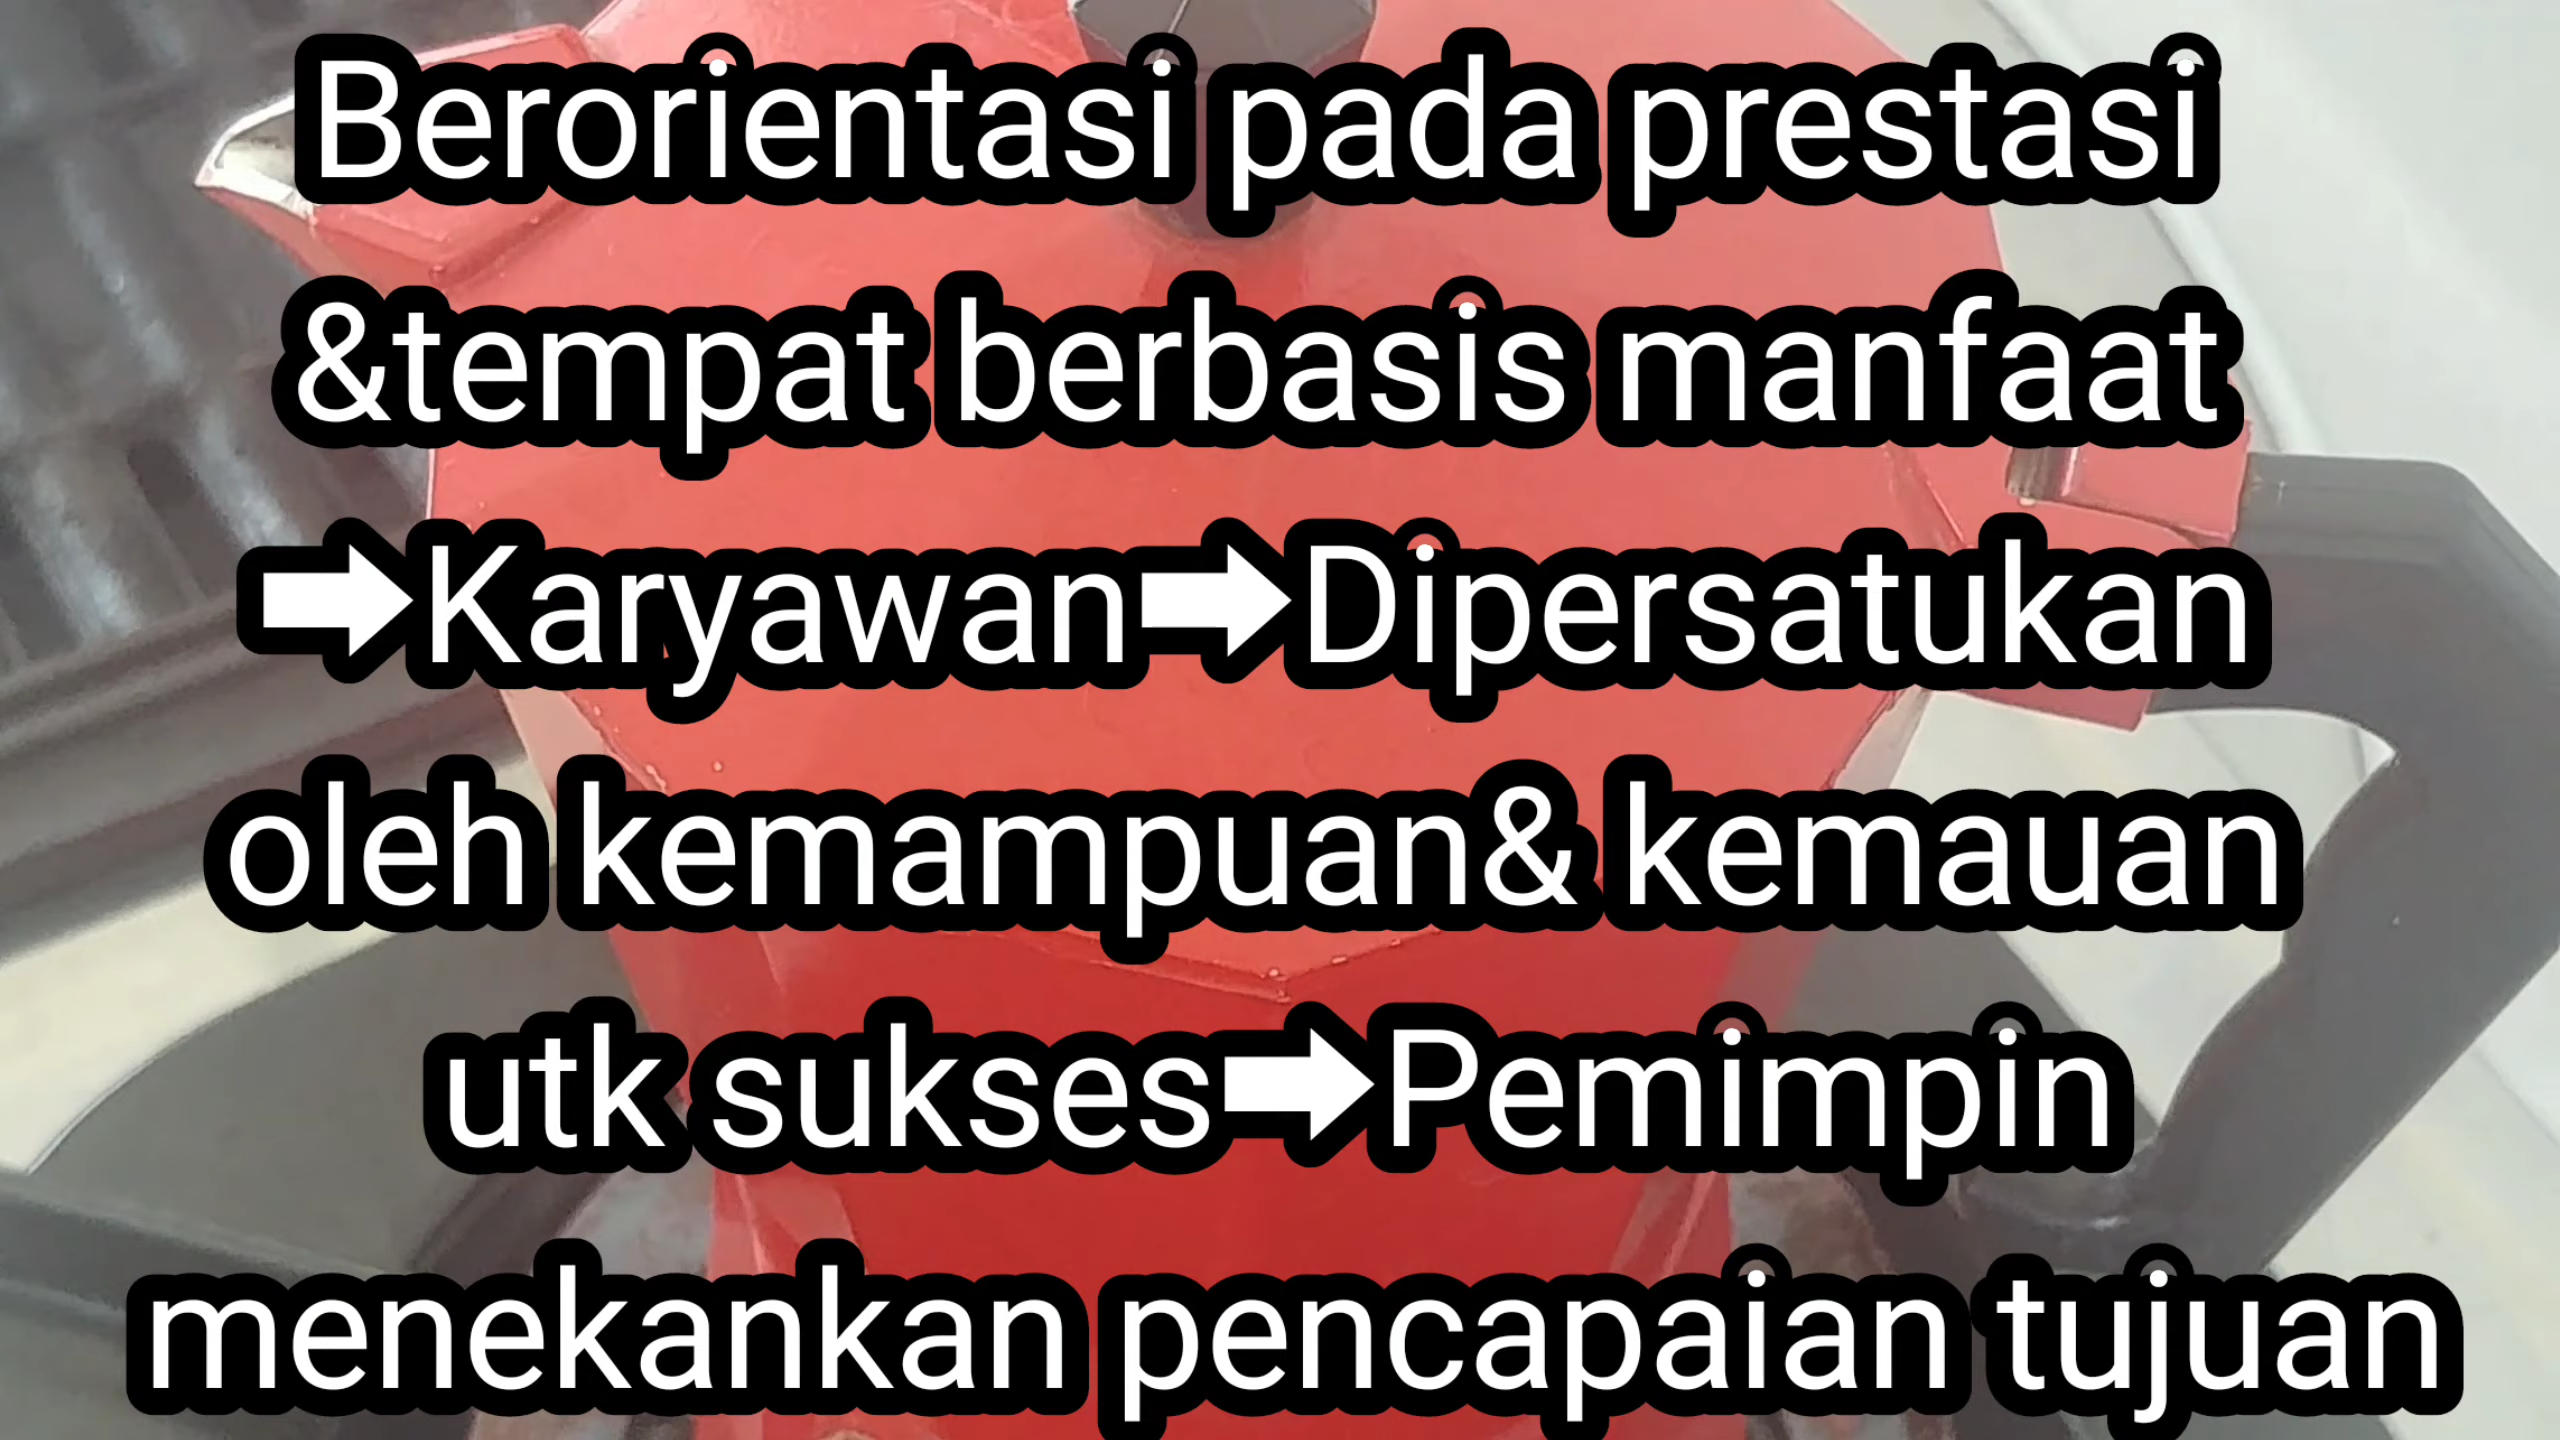 Berorientasi pada prestasi
&tempat berbasis manfaat
➡Karyawan➡Dipersatukan
oleh kemampuan& kemauan
utk sukses➡Pemimpin
menekankan pencapaian tujuan